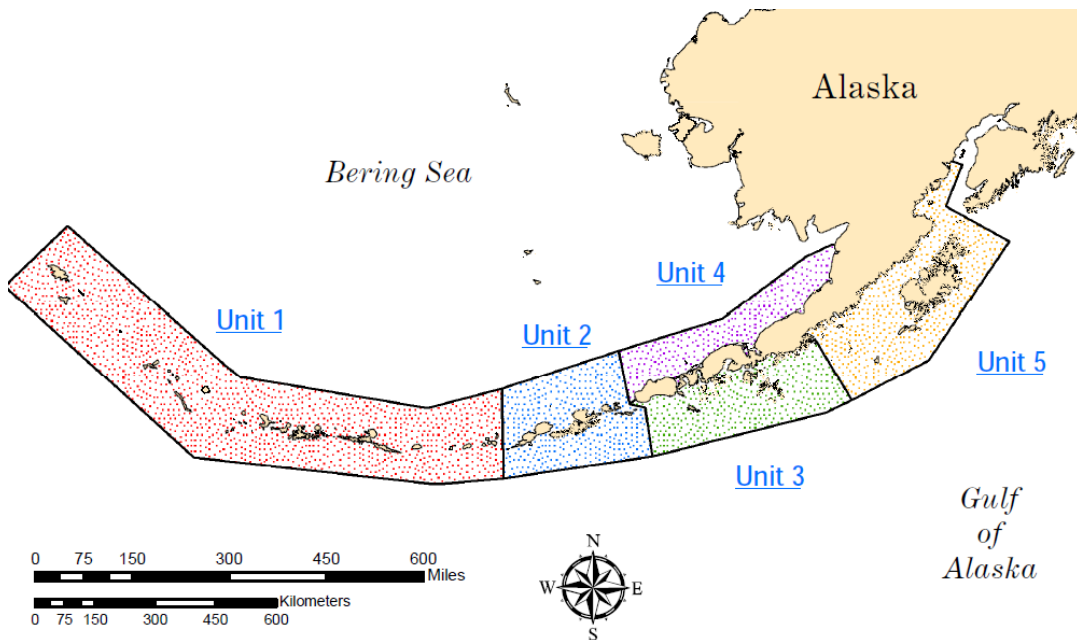 Alaska
Bering Sea
Unit 4
Unit 1
Unit 2
Unit 5
Unit 3
Gulf
of
Alaska
0 75 150 300 450 600
Miles
Kilometers
0 75 150 300 450 600
N
W E
S